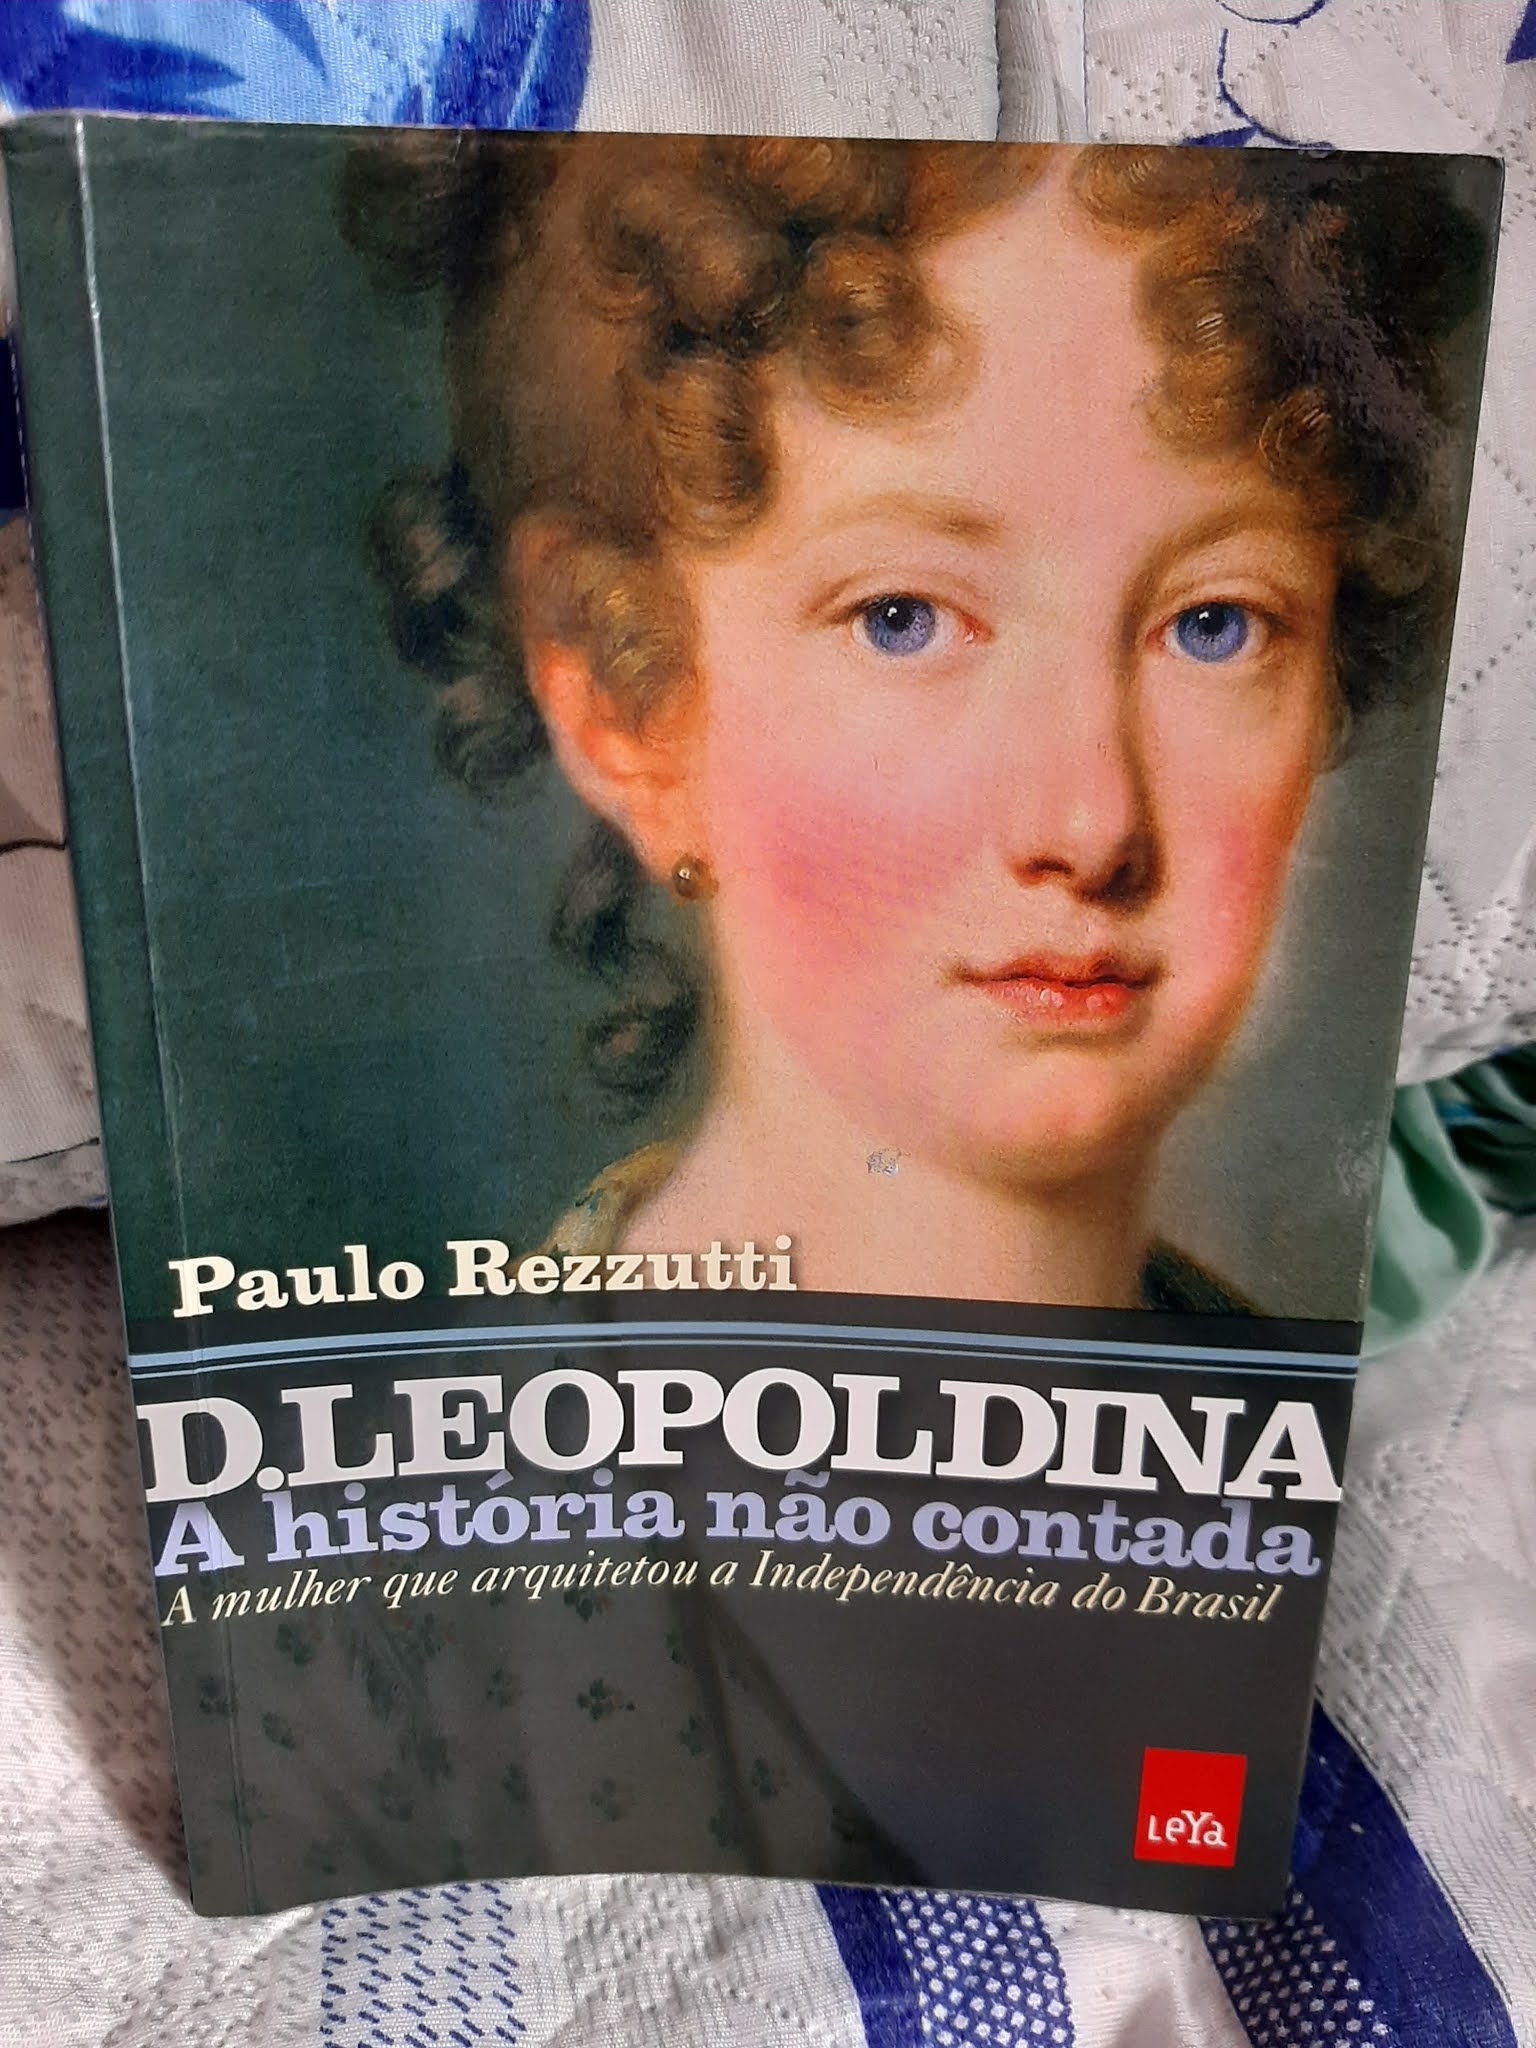 Paulo Rezzutti
D.LEOPOLDINA
A história não contada
A mulher que arquitetou a Independência do Brasil
LeYa